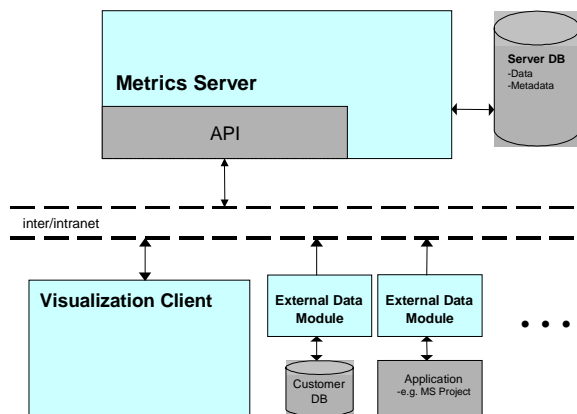 Metrics Server
API
Server DB
-Data
-Metadata
inter/intranet
Visualization Client
External Data
Module
External Data
Module
Customer
DB
Application
-e.g. MS Project